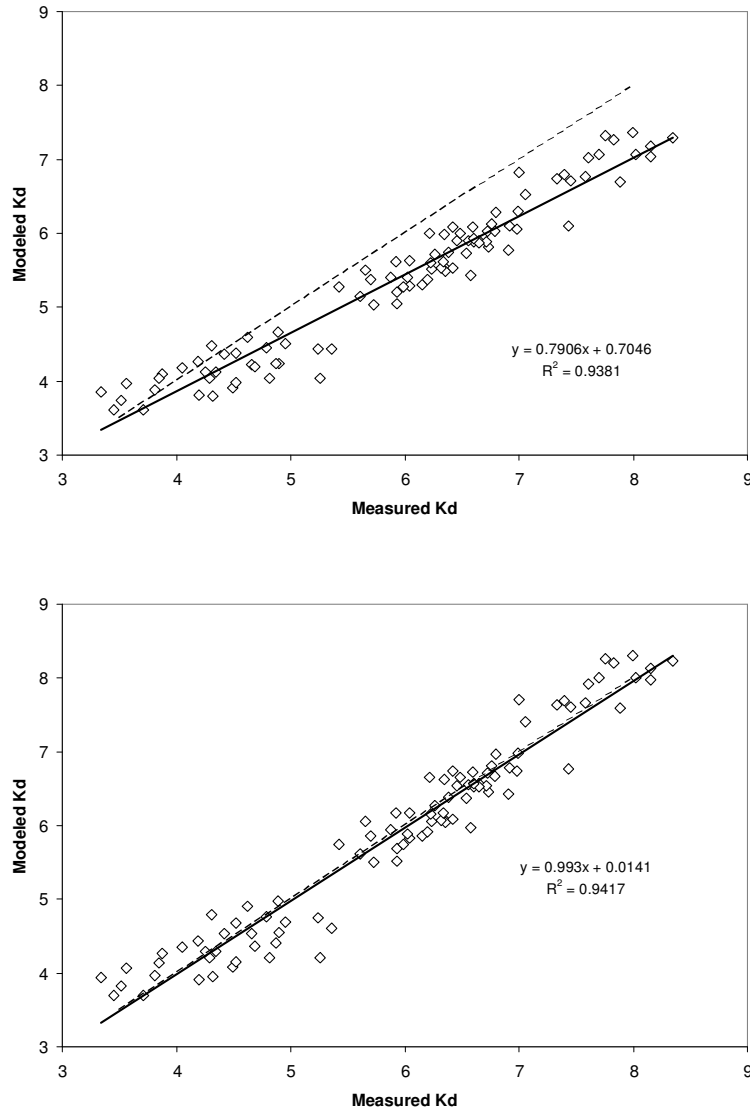 9
8
7
6
5
4
3
Modeled Kd
y = 0.7906x + 0.7046
R² = 0.9381
3 4 5 6 7 8 9
Measured Kd
9
8
7
6
5
4
3
Modeled Kd
y = 0.993x + 0.0141
R² = 0.9417
3 4 5 6 7 8 9
Measured Kd